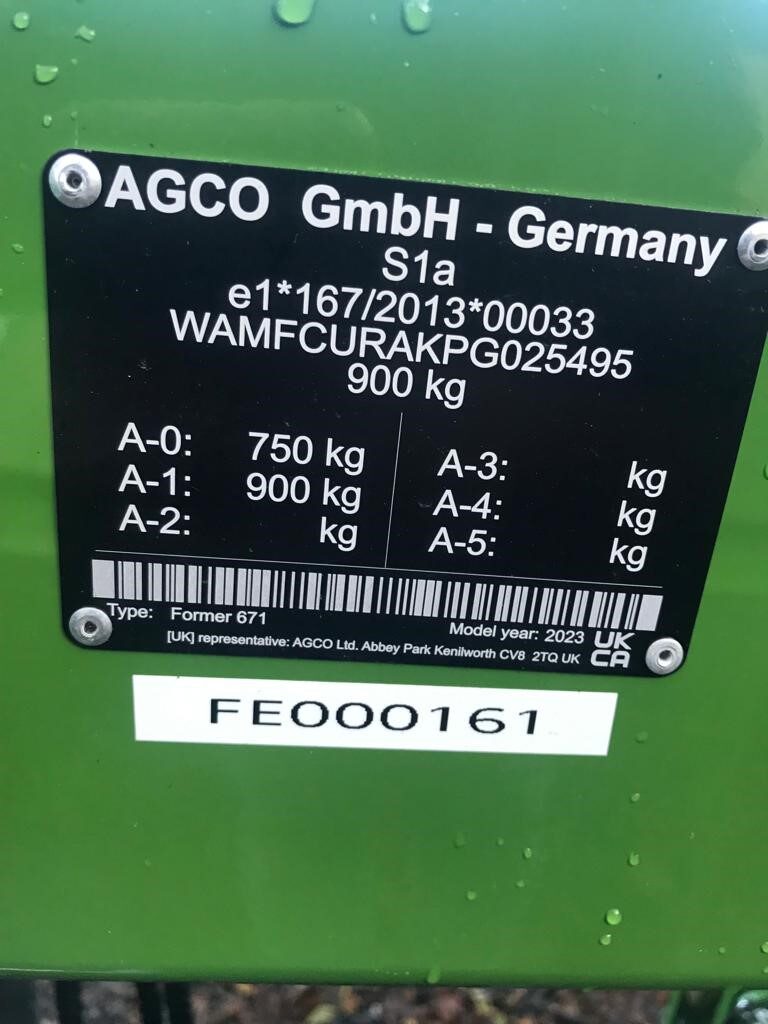 AGCO GmbH - Germany
S1a
e1*167/2013*00033
WAMFCURAKPG025495
900 kg
A-0: 750 kg
A-1: 900 kg
A-2: kg
A-3: kg
A-4: kg
A-5: kg
Type: Former 671
Model year: 2023
[UK] representative: AGCO Ltd. Abbey Park Kenilworth CV8 2TQ UK
UK
CA
FE000161